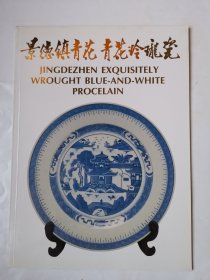 景德镇青花 青花玲珑瓷
JINGDEZHEN EXQUISITELY
WROUGHT BLUE-AND-WHITE
PROCELAIN